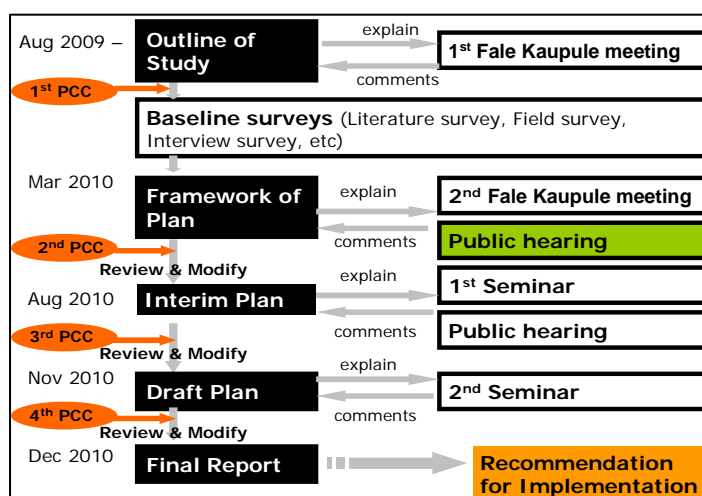 Aug 2009 –
Outline of
Study
explain
comments
1st Fale Kaupule meeting
1st PCC
Baseline surveys (Literature survey, Field survey,
Interview survey, etc)
Mar 2010
Framework of
Plan
explain
comments
2nd Fale Kaupule meeting
Public hearing
2nd PCC
Review & Modify
Aug 2010
Interim Plan
explain
comments
1st Seminar
Public hearing
3rd PCC
Review & Modify
Nov 2010
Draft Plan
explain
comments
2nd Seminar
4th PCC
Review & Modify
Dec 2010
Final Report
Recommendation
for Implementation